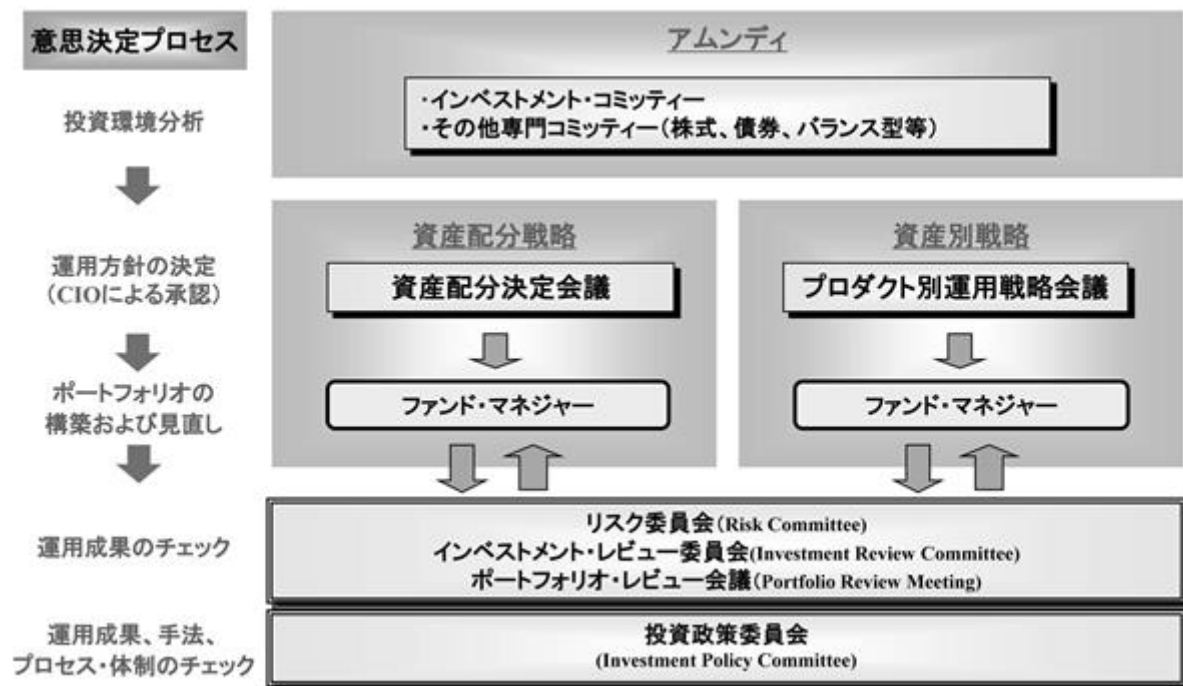 意思決定プロセス
アムンディ
投資環境分析
・インベストメント・コミッティー
・その他専門コミッティー(株式、債券、バランス型等)
運用方針の決定
(CIOによる承認)
資産配分戦略
資産配分決定会議
資産別戦略
プロダクト別運用戦略会議
ポートフォリオの
構築および見直し
ファンド・マネジャー
ファンド・マネジャー
運用成果のチェック
リスク委員会(Risk Committee)
インベストメント・レビュー委員会(Investment Review Committee)
ポートフォリオ・レビュー会議(Portfolio Review Meeting)
運用成果、手法、
プロセス・体制のチェック
投資政策委員会
(Investment Policy Committee)